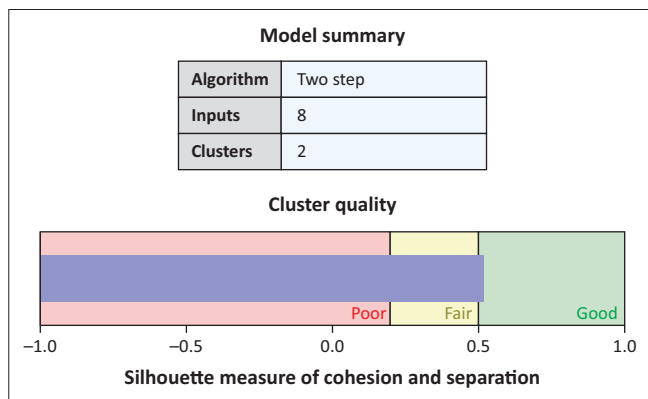 Model summary
Algorithm Two step
Inputs 8
Clusters 2
Cluster quality
Poor Fair Good
–1.0 –0.5 0.0 0.5 1.0
Silhouette measure of cohesion and separation